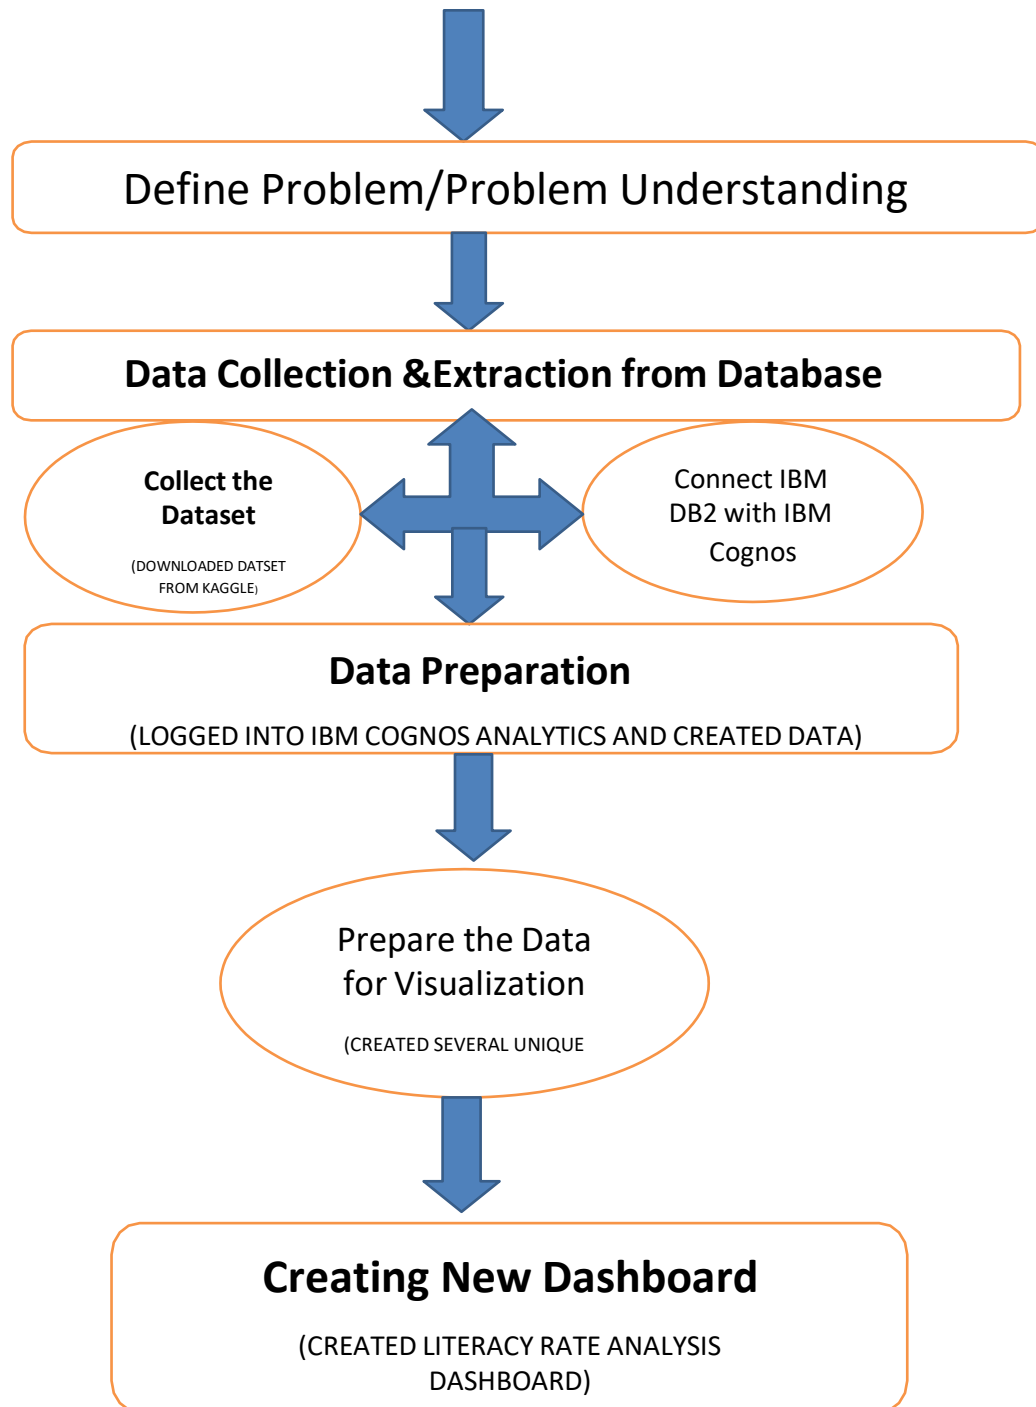 Define Problem/Problem Understanding
Data Collection &Extraction from Database
Collect the
Dataset
(DOWNLOADED DATSET
FROM KAGGLE)
Connect IBM
DB2 with IBM
Cognos
Data Preparation
(LOGGED INTO IBM COGNOS ANALYTICS AND CREATED DATA)
Prepare the Data
for Visualization
(CREATED SEVERAL UNIQUE
Creating New Dashboard
(CREATED LITERACY RATE ANALYSIS
DASHBOARD)